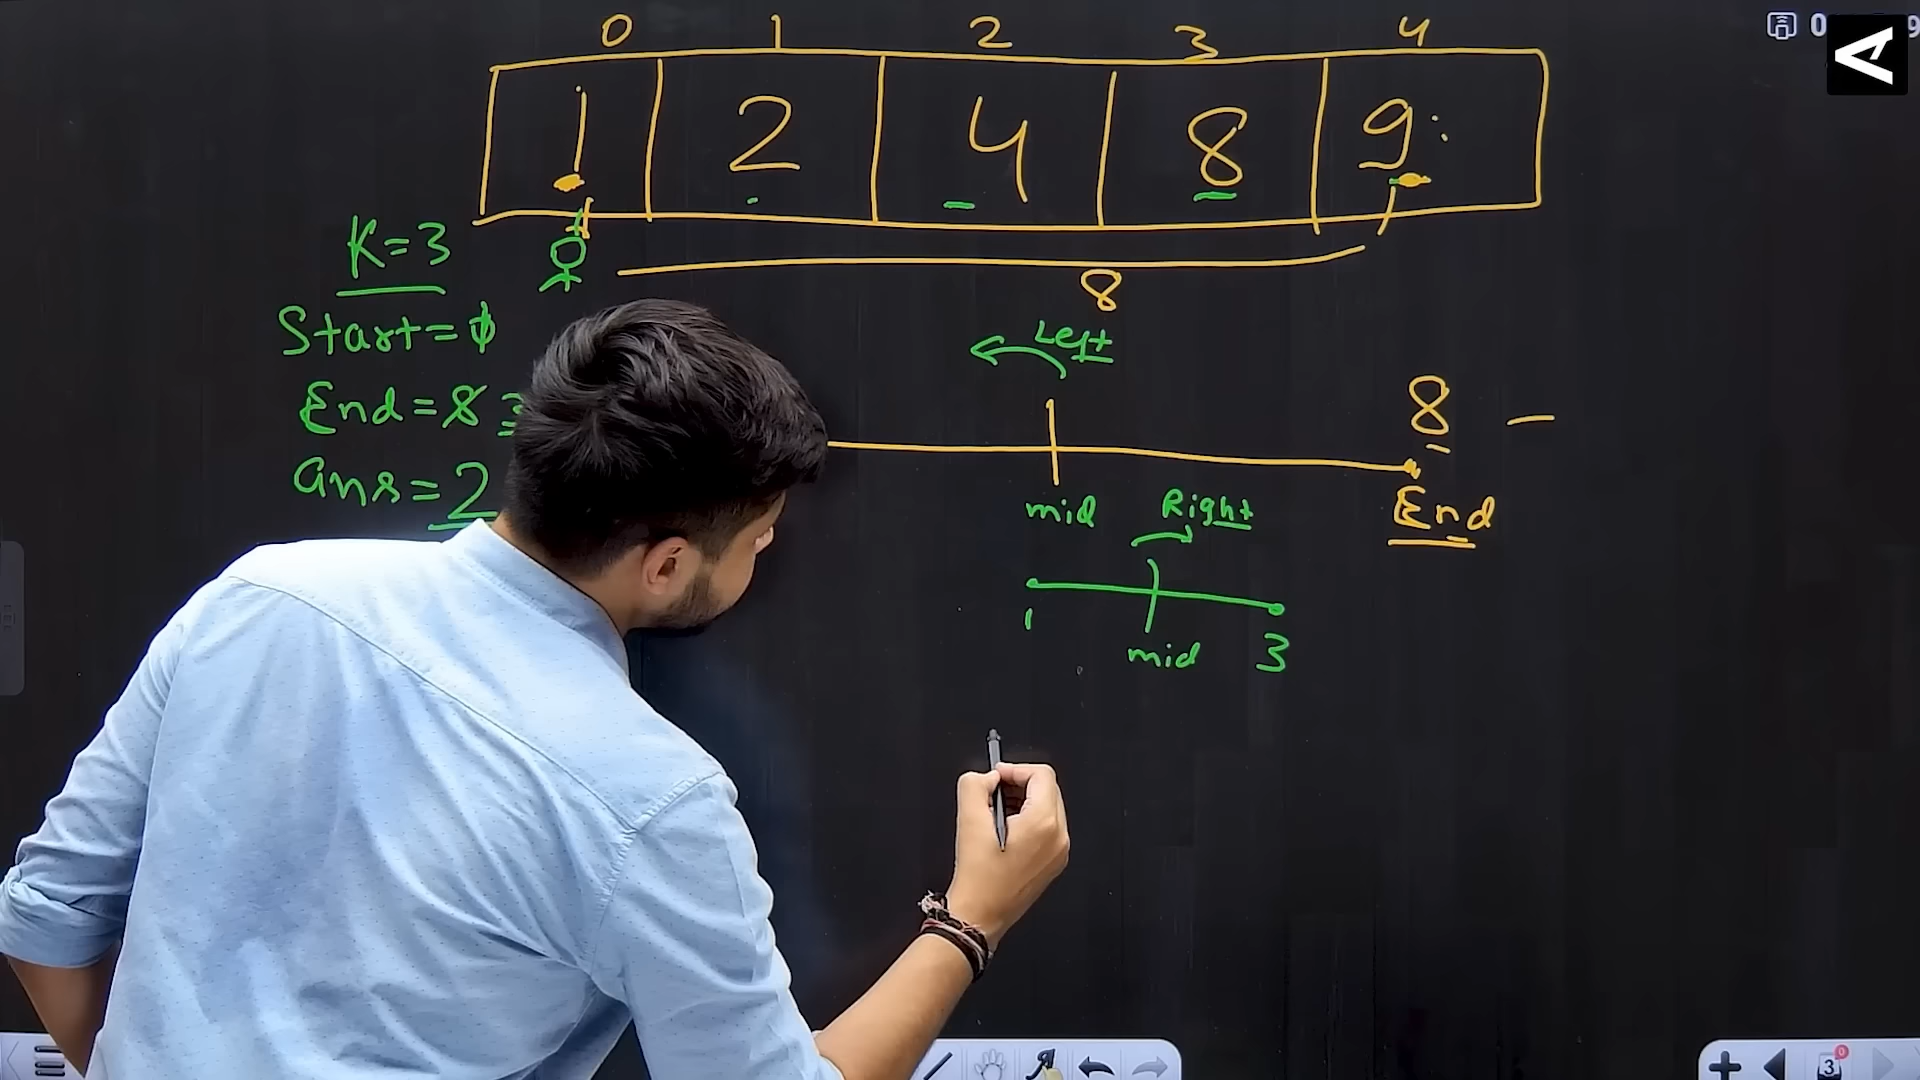 0 1 2 3 4
1 2 4 8 9
K=3
8
Start=
Left
End=8
8 —
ans=2
mid Right End
1 mid 3
3